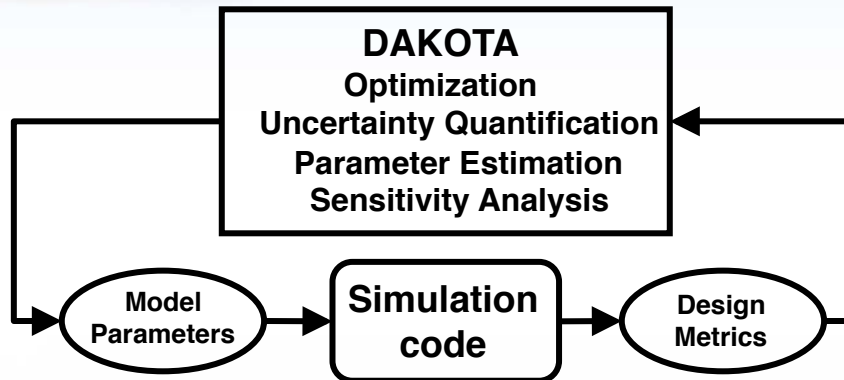 DAKOTA
Optimization
Uncertainty Quantification
Parameter Estimation
Sensitivity Analysis
Model
Parameters
Simulation
code
Design
Metrics